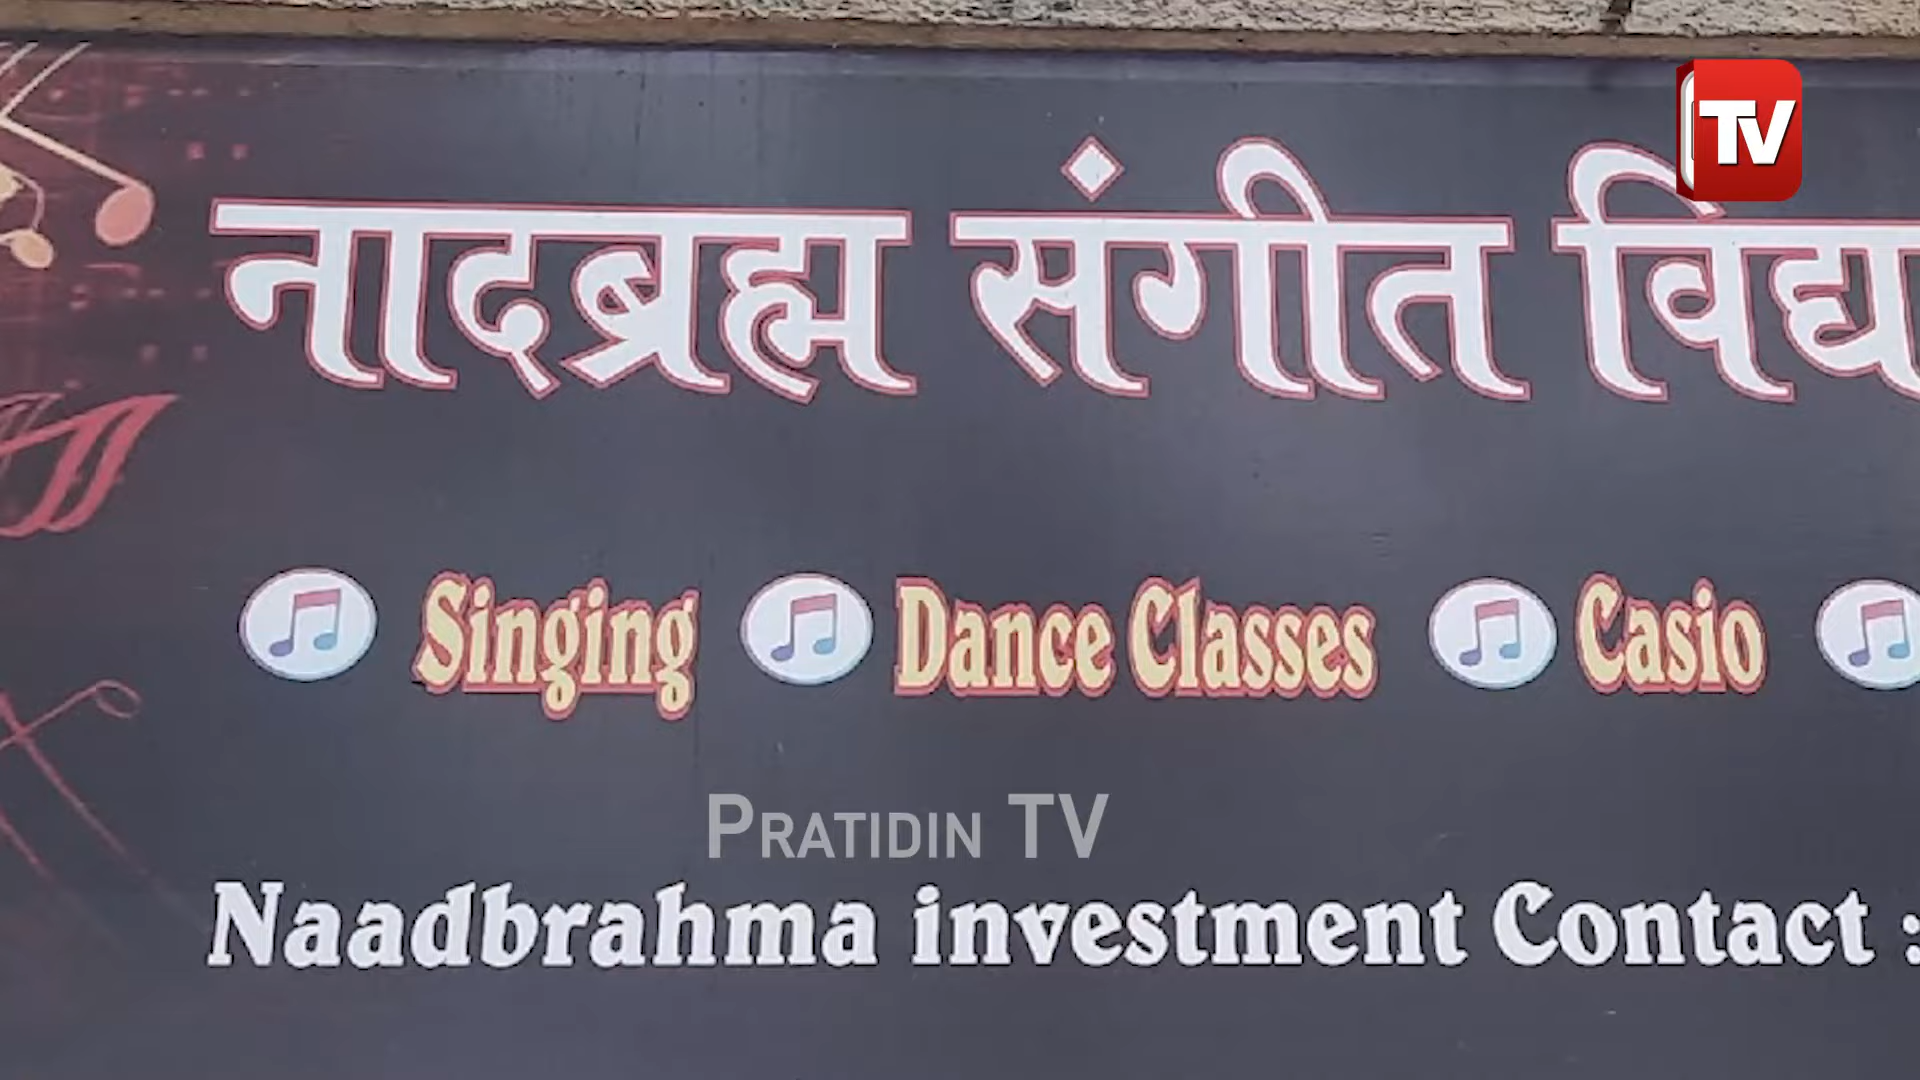 TV
नादब्रह्म संगीत
Singing Dance Classes Casio
PRATIDIN TV
Naadbrahma investment Contact :